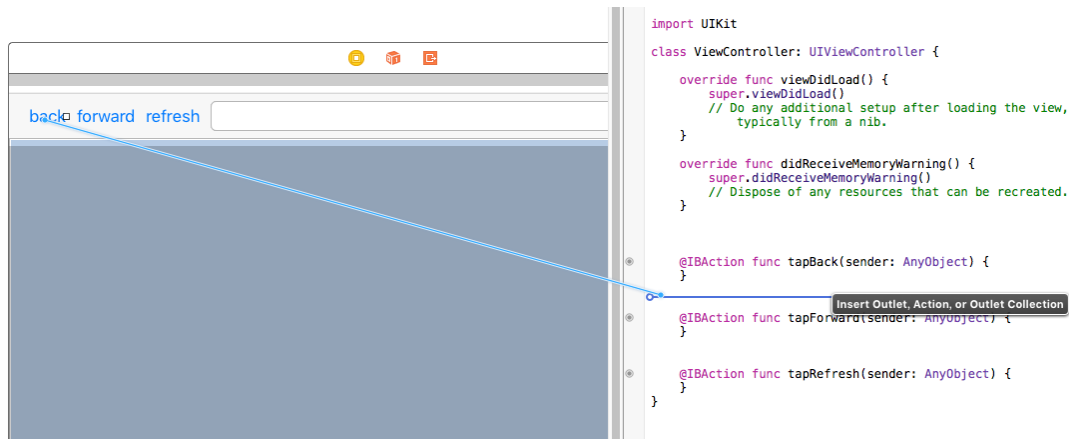 back forward refresh
import UIKit
class ViewController: UIViewController {
override func viewDidLoad() {
super.viewDidLoad()
// Do any additional setup after loading the view,
typically from a nib.
}
override func didReceiveMemoryWarning() {
super.didReceiveMemoryWarning()
// Dispose of any resources that can be recreated.
}
@IBAction func tapBack(sender: AnyObject) {
}
Insert Outlet, Action, or Outlet Collection
@IBAction func tapForward(sender: AnyObject) {
}
@IBAction func tapRefresh(sender: AnyObject) {
}
}